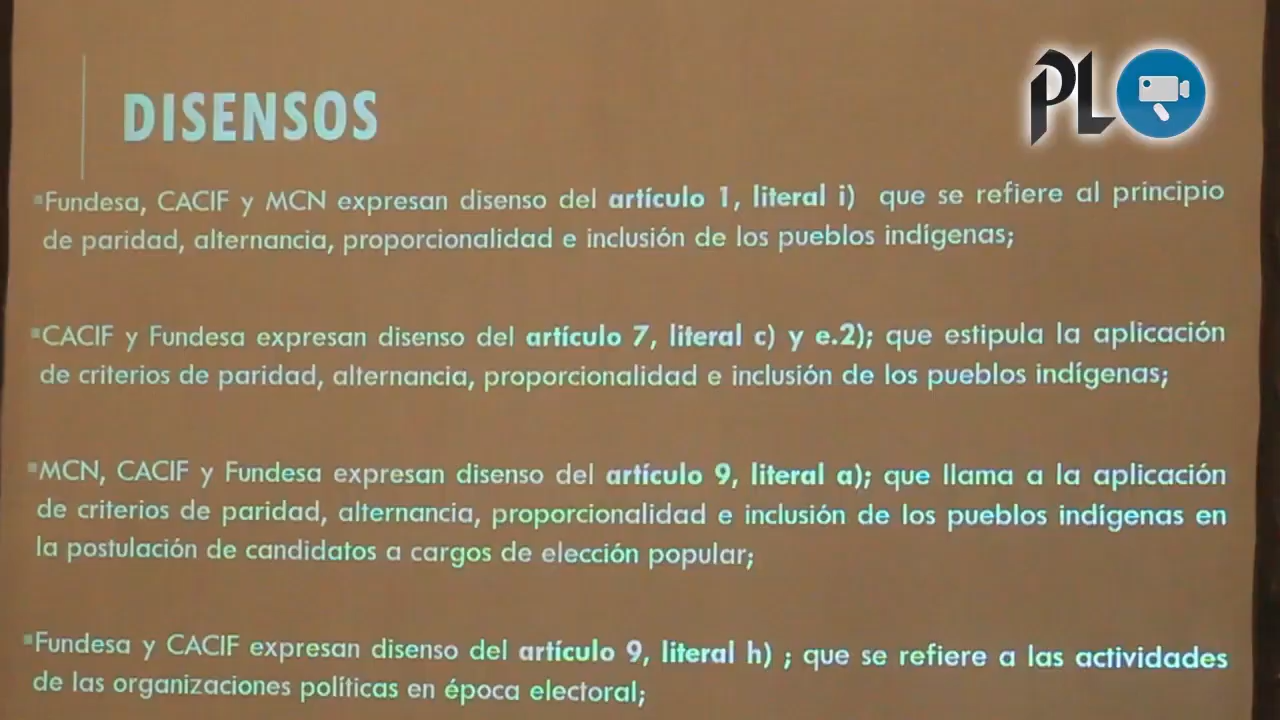 PL
DISENSOS
▪Fundesa, CACIF y MCN expresan disenso del artículo 1, literal i) que se refiere al principio
de paridad, alternancia, proporcionalidad e inclusión de los pueblos indígenas;
▪CACIF y Fundesa expresan disenso del artículo 7, literal c) y e.2); que estipula la aplicación
de criterios de paridad, alternancia, proporcionalidad e inclusión de los pueblos indígenas;
▪MCN, CACIF y Fundesa expresan disenso del artículo 9, literal a); que llama a la aplicación
de criterios de paridad, alternancia, proporcionalidad e inclusión de los pueblos indígenas en
la postulación de candidatos a cargos de elección popular;
▪Fundesa y CACIF expresan disenso del artículo 9, literal h) ; que se refiere a las actividades
de las organizaciones políticas en época electoral;